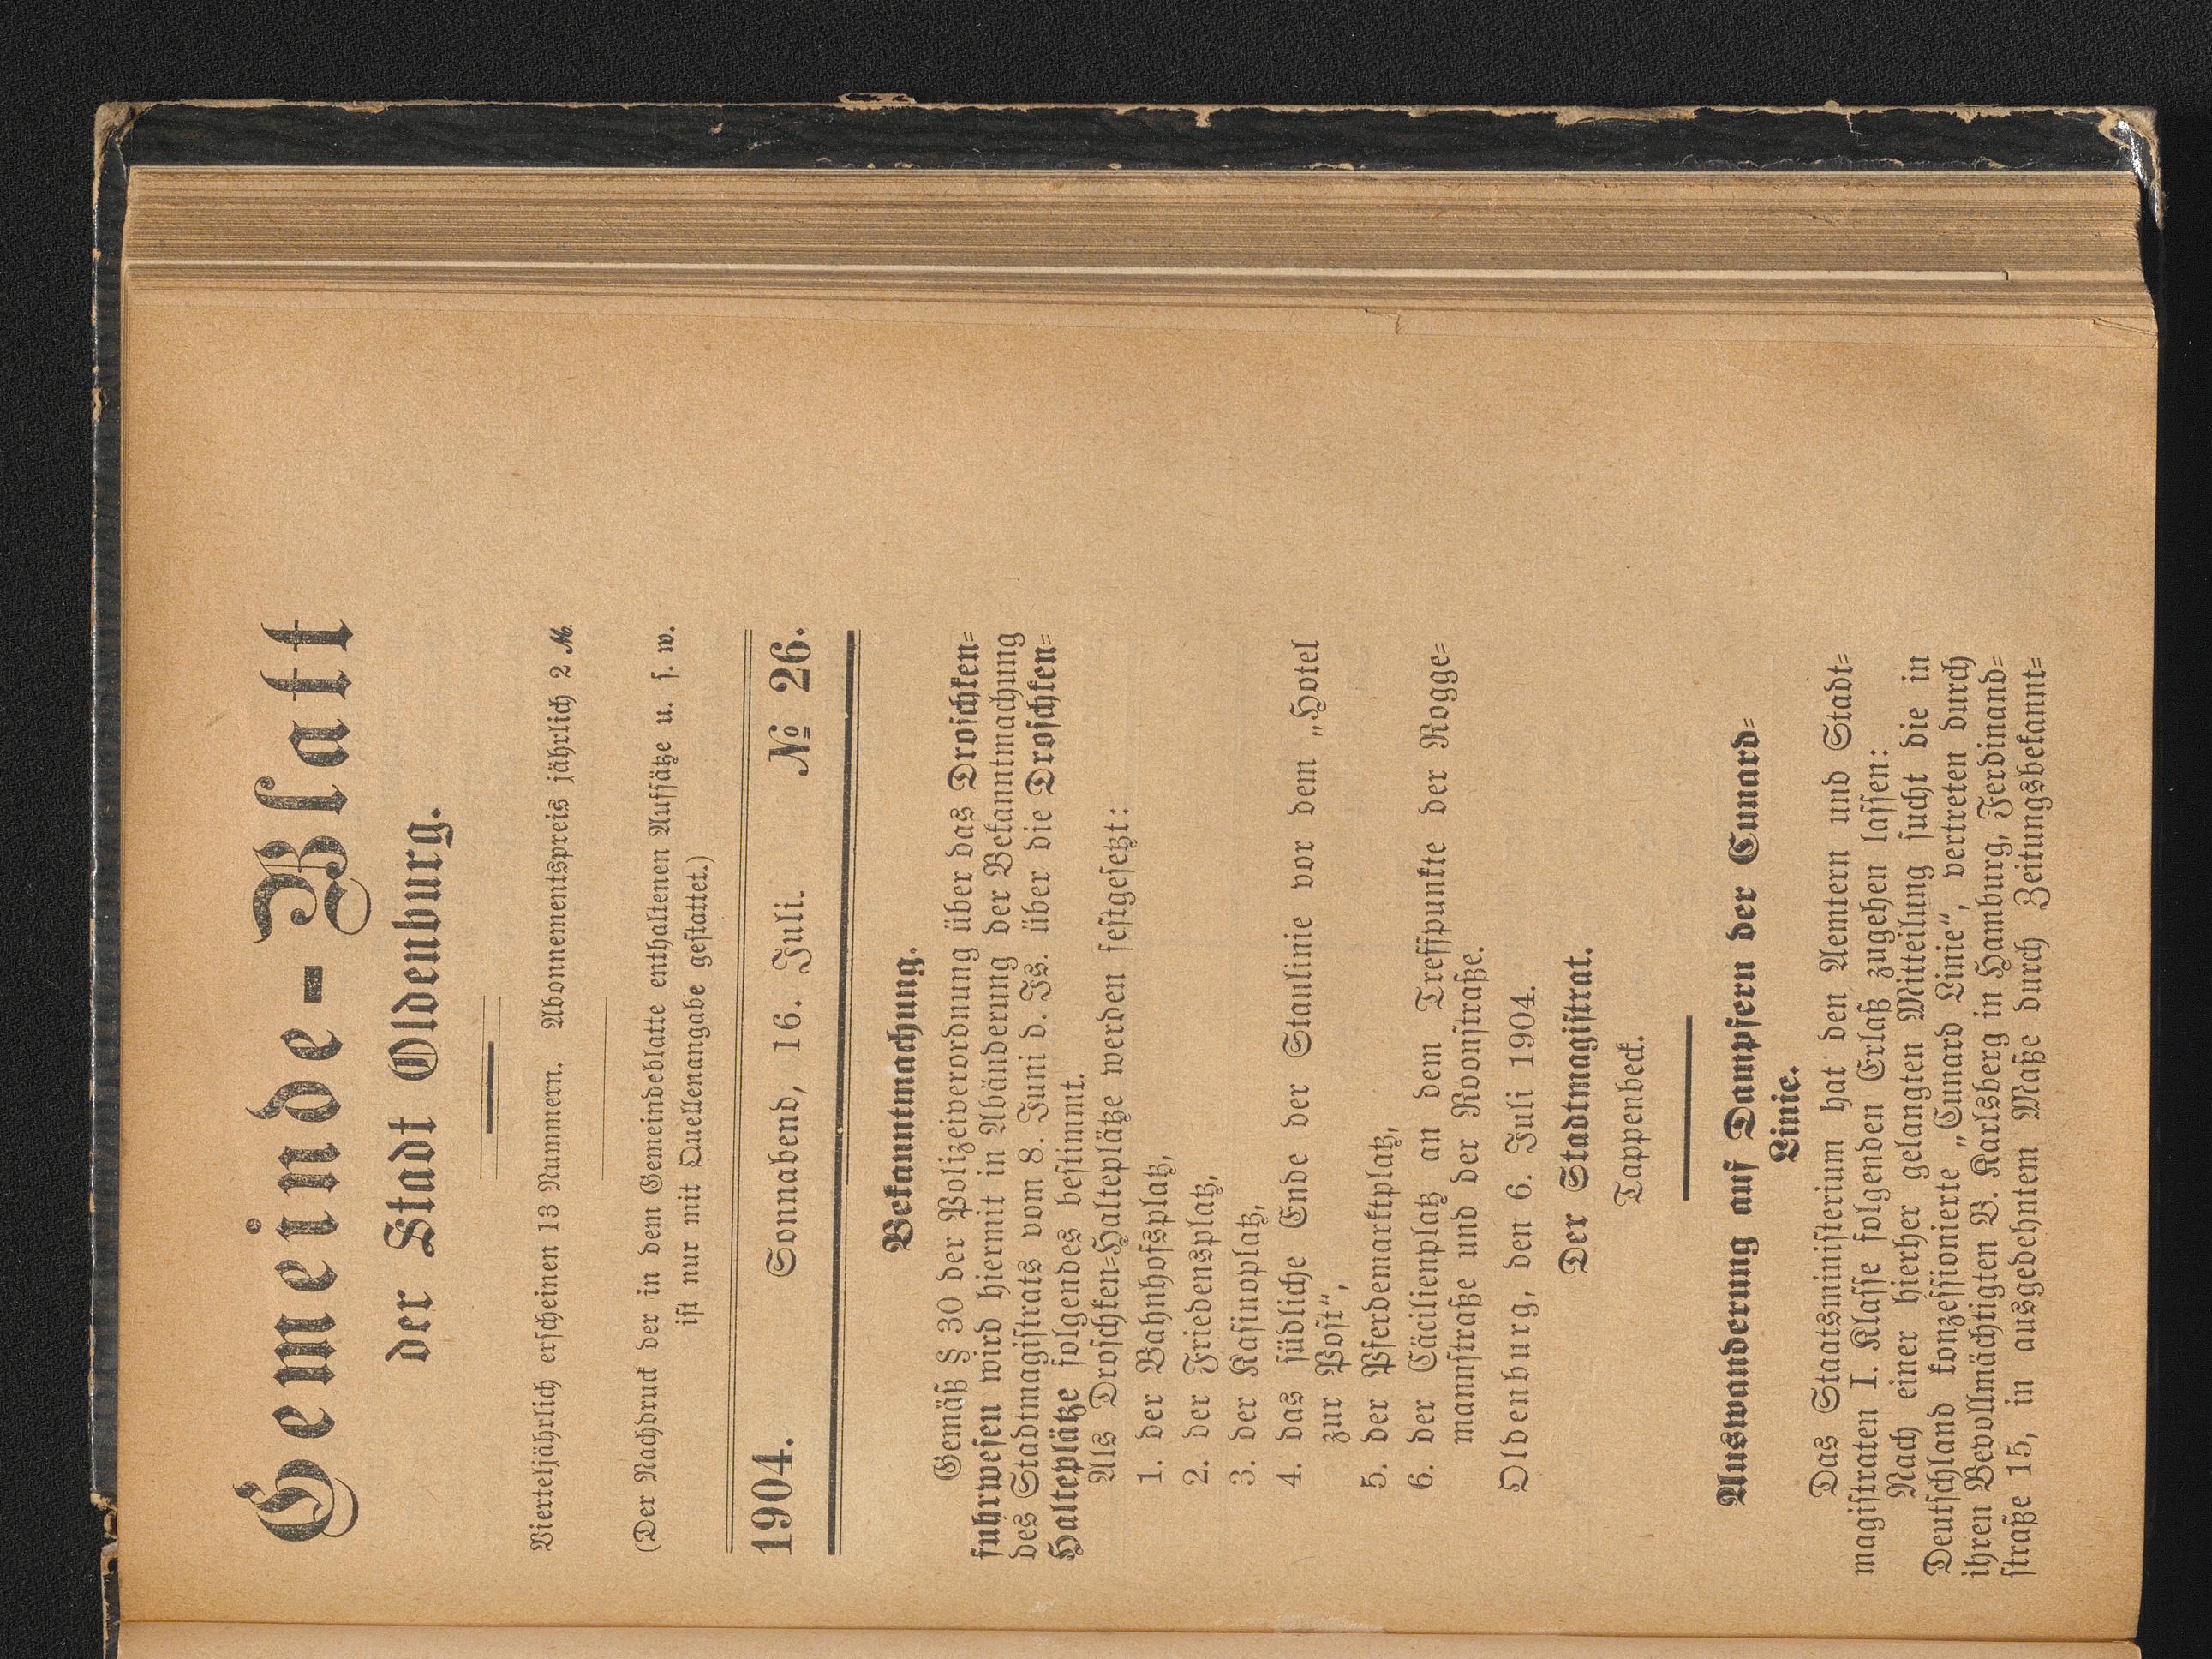 Gemeinde-Blatt
der Stadt Oldenburg.
Vierteljährlich erscheinen 13 Nummern. Abonnementspreis jährlich 2 ℳ.
(Der Nachdruck der in dem Gemeindeblatte enthaltenen Aufsätze u. s. w.
ist nur mit Quellenangabe gestattet.)
1904. Sonnabend, 16. Juli. № 26.
Bekanntmachung.
Gemäß § 30 der Polizeiverordnung über das Droschken-
fuhrwesen wird hiermit in Abänderung der Bekanntmachung
des Stadtmagistrats vom 8. Juni d. Js. über die Droschken-
Halteplätze folgendes bestimmt.
Als Droschken-Halteplätze werden festgesetzt:
1. der Bahnhofsplatz,
2. der Friedensplatz,
3. der Kasinoplatz,
4. das südliche Ende der Staulinie vor dem „Hotel
zur Post“,
5. der Pferdemarktplatz,
6. der Cäcilienplatz an dem Treffpunkte der Rogge-
mannstraße und der Roonstraße.
Oldenburg, den 6. Juli 1904.
Der Stadtmagistrat.
Tappenbeck.
Auswanderung auf Dampfern der Cunard-
Linie.
Das Staatsministerium hat den Aemtern und Stadt-
magistraten I. Klasse folgenden Erlaß zugehen lassen:
Nach einer hierher gelangten Mitteilung sucht die in
Deutschland konzessionierte „Cunard Linie“, vertreten durch
ihren Bevollmächtigten B. Karlsberg in Hamburg, Ferdinand-
straße 15, in ausgedehntem Maße durch Zeitungsbekannt-